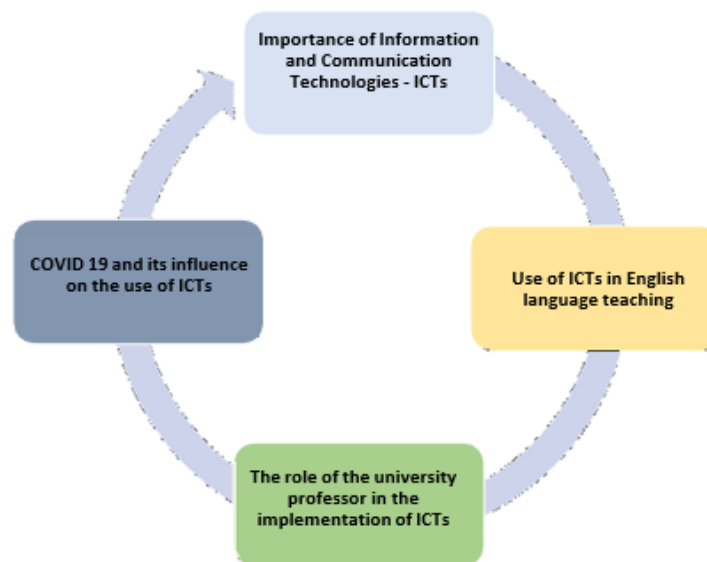 Importance of Information
and Communication
Technologies - ICTs
Use of ICTs in English
language teaching
The role of the university
professor in the
implementation of ICTs
COVID 19 and its influence
on the use of ICTs